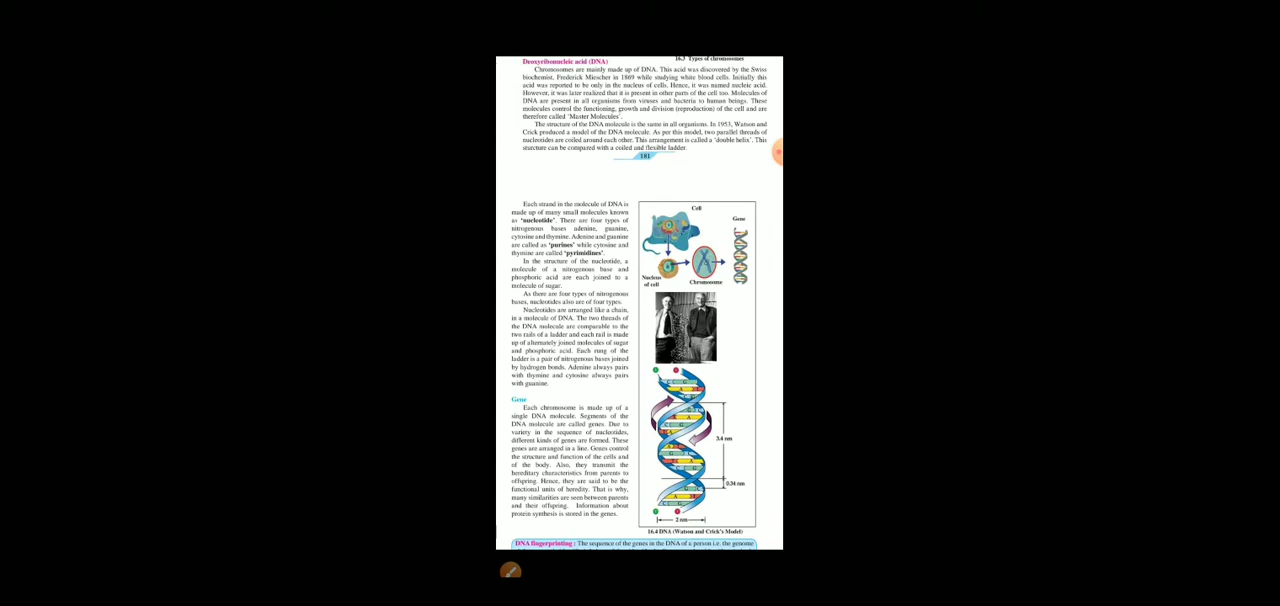 16.3 Types of chromosomes
Deoxyribonucleic acid (DNA)
Chromosomes are mainly made up of DNA. This acid was discovered by the Swiss
biochemist, Frederick Miescher in 1869 while studying white blood cells. Initially this
acid was reported to be only in the nucleus of cells. Hence, it was named nucleic acid.
However, it was later realized that it is present in other parts of the cell too. Molecules of
DNA are present in all organisms from viruses and bacteria to human beings. These
molecules control the functioning, growth and division (reproduction) of the cell and are
therefore called 'Master Molecules'.
The structure of the DNA molecule is the same in all organisms. In 1953, Watson and
Crick produced a model of the DNA molecule. As per this model, two parallel threads of
nucleotides are coiled around each other. This arrangement is called a 'double helix'. This
sturcture can be compared with a coiled and flexible ladder.
181
Each strand in the molecule of DNA is
made up of many small molecules known
as 'nucleotide'. There are four types of
nitrogenous bases adenine, guanine,
cytosine and thymine. Adenine and guanine
are called as 'purines' while cytosine and
thymine are called 'pyrimidines'.
In the structure of the nucleotide, a
molecule of a nitrogenous base and
phosphoric acid are each joined to a
molecule of sugar.
As there are four types of nitrogenous
bases, nucleotides also are of four types.
Nucleotides are arranged like a chain,
in a molecule of DNA. The two threads of
the DNA molecule are comparable to the
two rails of a ladder and each rail is made
up of alternately joined molecules of sugar
and phosphoric acid. Each rung of the
ladder is a pair of nitrogenous bases joined
by hydrogen bonds. Adenine always pairs
with thymine and cytosine always pairs
with guanine.
Gene
Each chromosome is made up of a
single DNA molecule. Segments of the
DNA molecule are called genes. Due to
variety in the sequence of nucleotides,
different kinds of genes are formed. These
genes are arranged in a line. Genes control
the structure and function of the cells and
of the body. Also, they transmit the
hereditary characteristics from parents to
offspring. Hence, they are said to be the
functional units of heredity. That is why,
many similarities are seen between parents
and their offspring. Information about
protein synthesis is stored in the genes.
Cell
Gene
Nucleus
of cell
Chromosome
3.4 nm
0.34 nm
2 nm
16.4 DNA (Watson and Crick's Model)
DNA fingerprinting : The sequence of the genes in the DNA of a person i.e. the genome